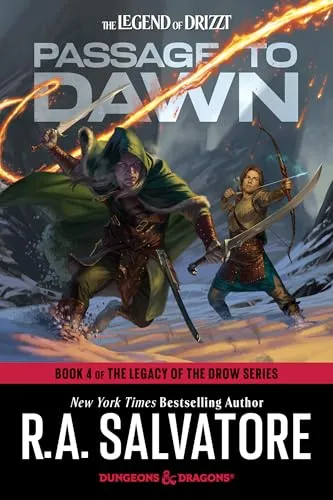 THE LEGEND OF DRIZZT
PASSAGE TO
DAWN
BOOK 4 OF THE LEGACY OF THE DROW SERIES
New York Times Bestselling Author
R.A. SALVATORE
DUNGEONS & DRAGONS®